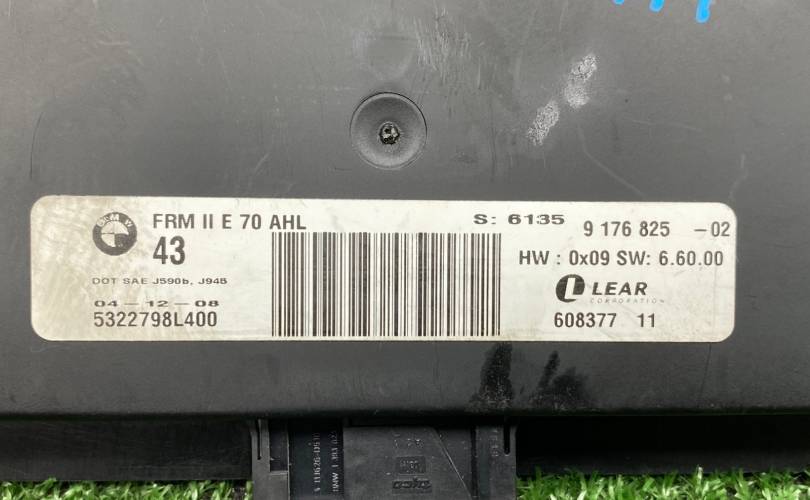 BMW
FRM II E 70 AHL
43
DOT SAE J590b, J945
04-12-08
5322798L400
S: 6135 9 176 825 -02
HW : 0x09 SW: 6.60.00
LEAR
CORPORATION
608377 11